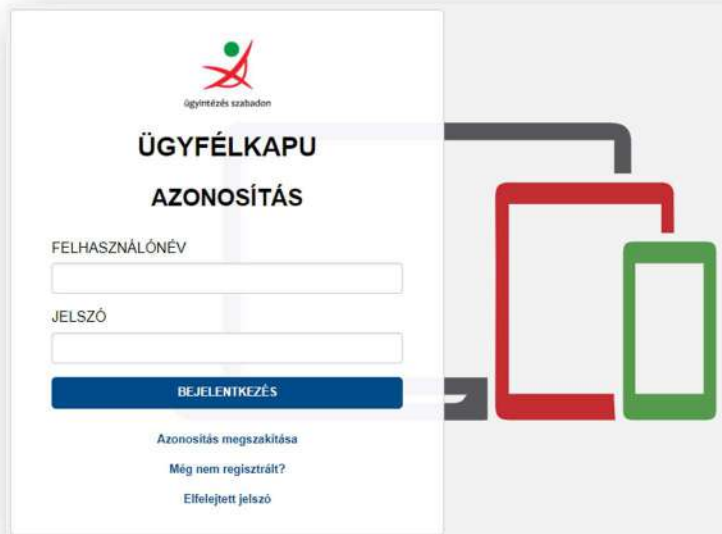 ügyintézés szabadon
ÜGYFÉLKAPU
AZONOSÍTÁS
FELHASZNÁLÓNÉV
JELSZÓ
BEJELENTKEZÉS
Azonosítás megszakítása
Még nem regisztrált?
Elfelejtett jelszó